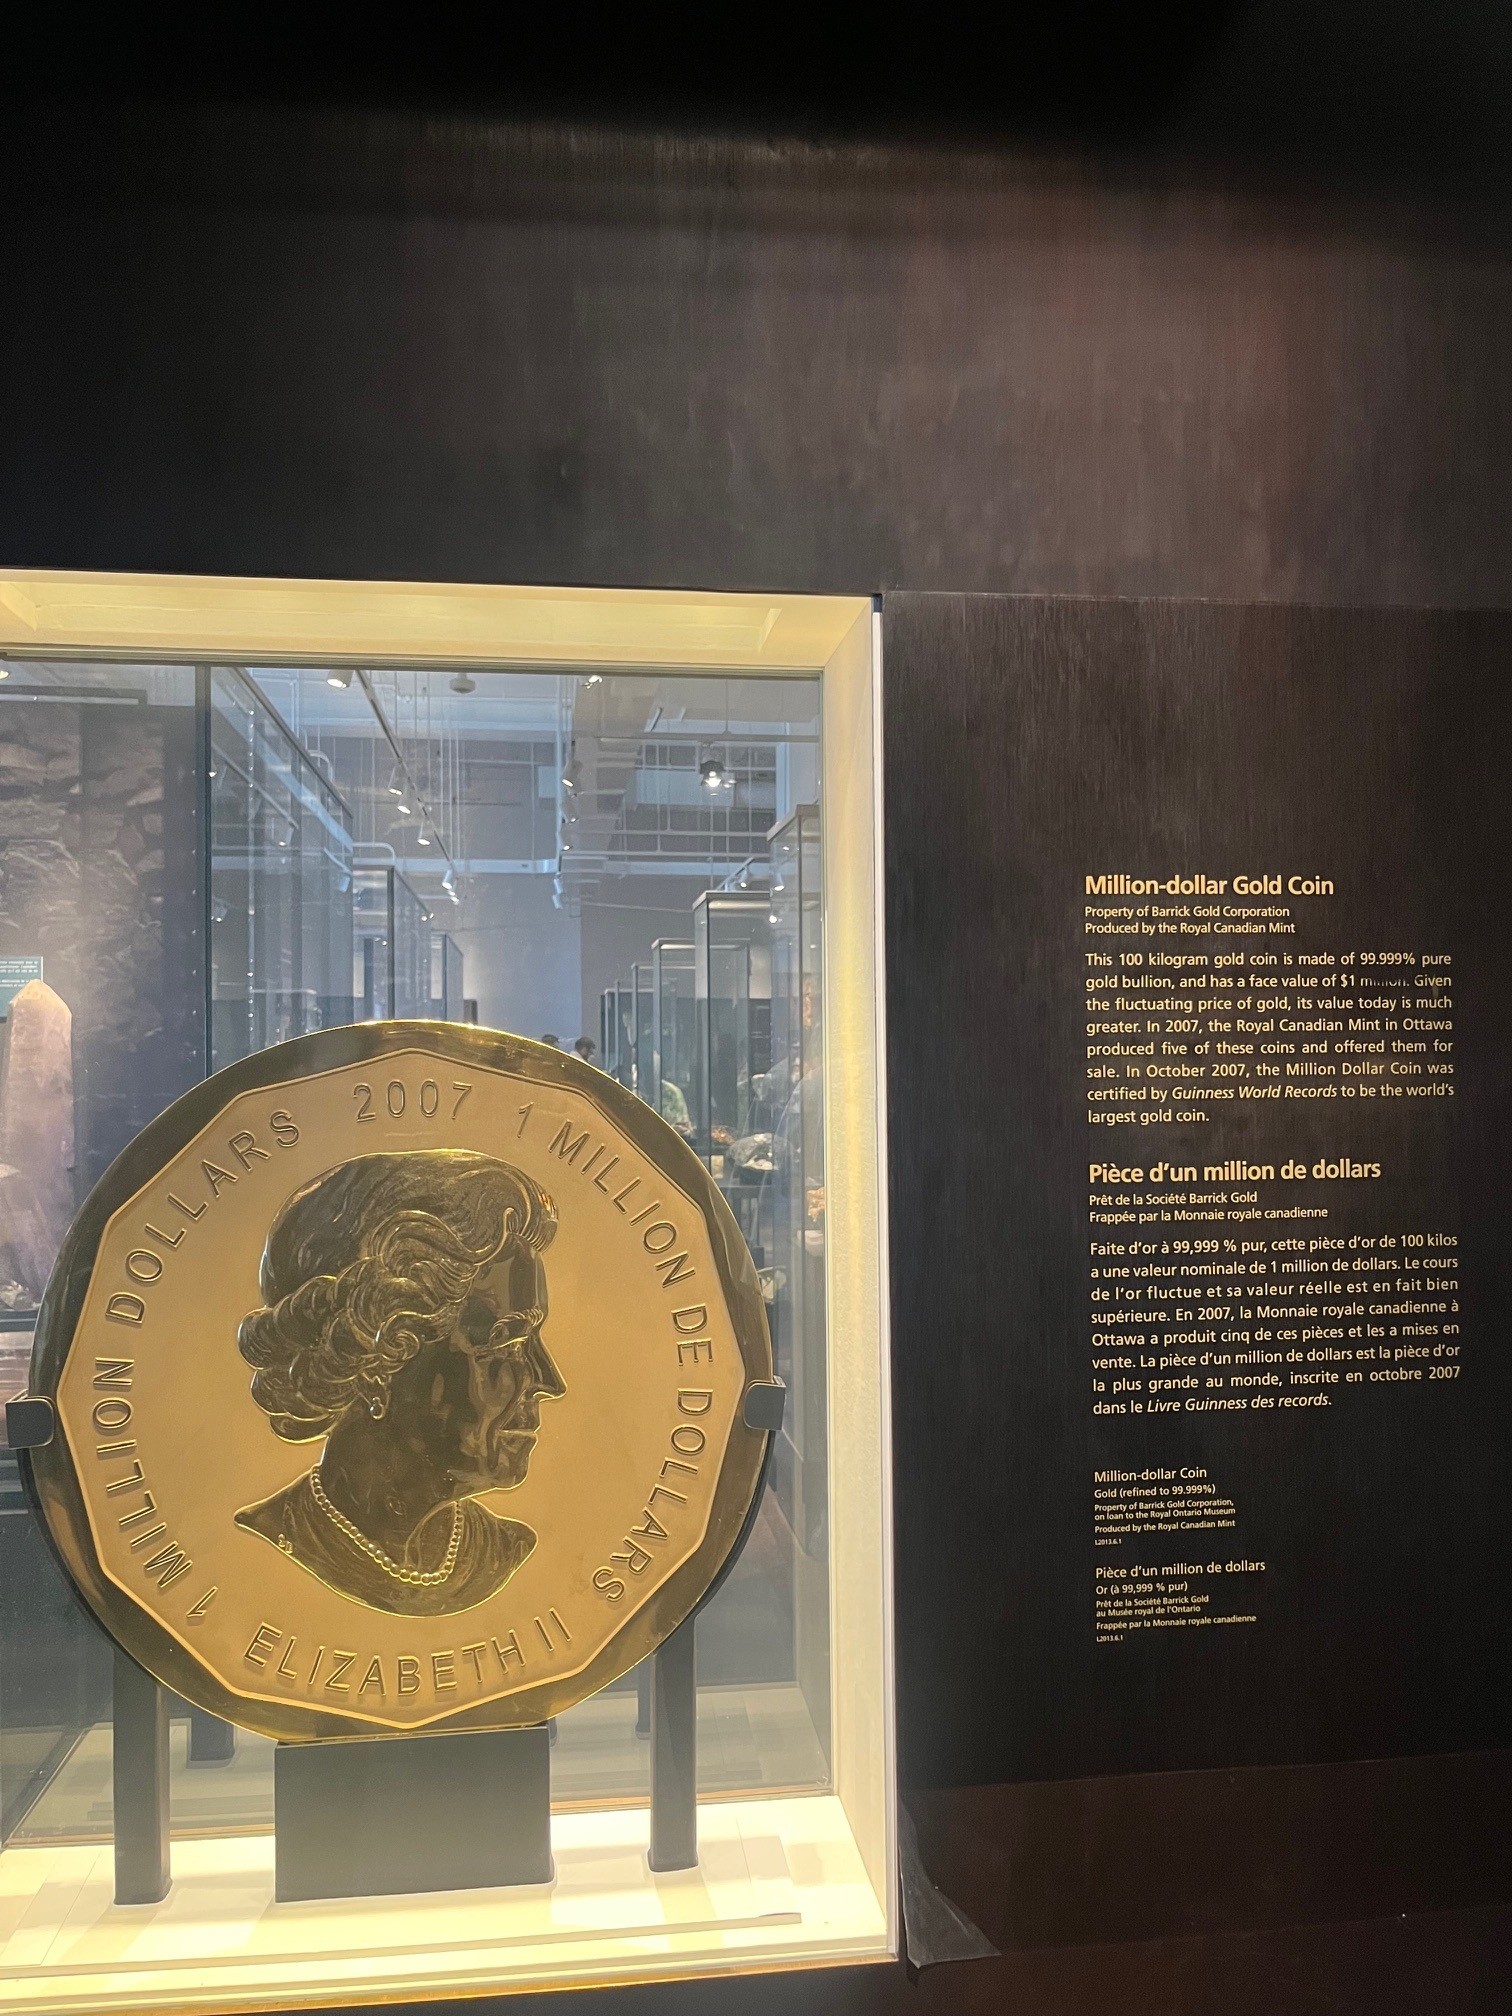 2007
1 MILLION DE DOLLARS
ELIZABETH II
1 MILLION DOLLARS
Million-dollar Gold Coin
Property of Barrick Gold Corporation
Produced by the Royal Canadian Mint
This 100 kilogram gold coin is made of 99.999% pure
gold bullion, and has a face value of $1 million. Given
the fluctuating price of gold, its value today is much
greater. In 2007, the Royal Canadian Mint in Ottawa
produced five of these coins and offered them for
sale. In October 2007, the Million Dollar Coin was
certified by Guinness World Records to be the world's
largest gold coin.
Pièce d'un million de dollars
Prêt de la Société Barrick Gold
Frappée par la Monnaie royale canadienne
Faite d'or à 99,999 % pur, cette pièce d'or de 100 kilos
a une valeur nominale de 1 million de dollars. Le cours
de l'or fluctue et sa valeur réelle est en fait bien
supérieure. En 2007, la Monnaie royale canadienne à
Ottawa a produit cinq de ces pièces et les a mises en
vente. La pièce d'un million de dollars est la pièce d'or
la plus grande au monde, inscrite en octobre 2007
dans le Livre Guinness des records.
Million-dollar Coin
Gold (refined to 99.999%)
Property of Barrick Gold Corporation,
on loan to the Royal Ontario Museum
Produced by the Royal Canadian Mint
L2013.6.1
Pièce d'un million de dollars
Or (à 99,999 % pur)
Prêt de la Société Barrick Gold
au Musée royal de l'Ontario
Frappée par la Monnaie royale canadienne
L2013.6.1